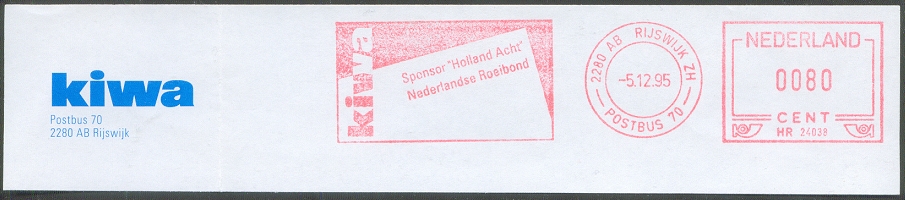 kiwa
Postbus 70
2280 AB Rijswijk
kiwa
Sponsor "Holland Acht"
Nederlandse Roeibond
2280 AB RIJSWIJK ZH
-5.12.95
POSTBUS 70
NEDERLAND
0080
CENT
HR 24038